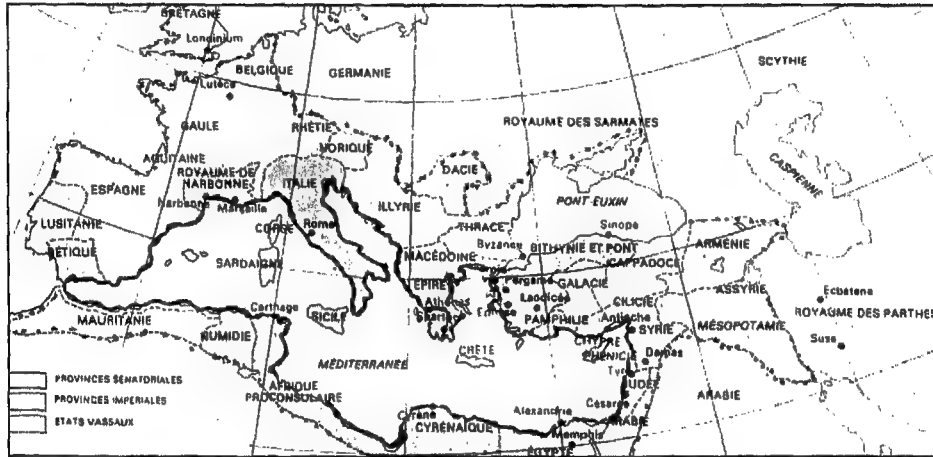 BRETAGNE
Londinium
BELGIQUE
GERMANIE
SCYTHIE
Lutèce
GAULE
RHÉTIE
ROYAUME DES SARMATES
NORIQUE
AQUITAINE
ROYAUME DE
NARBONNE
ITALIE
DACIE
CASPIENNE
ESPAGNE
Narbonne
Marseille
ILLYRIE
PONT-EUXIN
LUSITANIE
CORSE
Rome
THRACE
Sinope
BÉTIQUE
SARDAIGNE
MACÉDOINE
Byzance
BITHYNIE ET PONT
ARMÉNIE
CAPPADOCE
ÉPIRE
Pergame
GALACIE
ASSYRIE
Ecbatana
Athènes
Laodicée
CILICIE
Carthage
SICILE
Sparte
Éphèse
PAMPHILIE
Antioche
SYRIE
MÉSOPOTAMIE
ROYAUME DES PARTHES
MAURITANIE
NUMIDIE
CRÈTE
CHYPRE
PHÉNICIE
Damas
Suse
MÉDITERRANÉE
Tyr
JUDÉE
PROVINCES SÉNATORIALES
AFRIQUE
PROCONSULAIRE
Césarée
ARABIE
PROVINCES IMPÉRIALES
Cyrène
CYRÉNAÏQUE
Alexandrie
ARABIE
ÉTATS VASSAUX
Memphis
ÉGYPTE